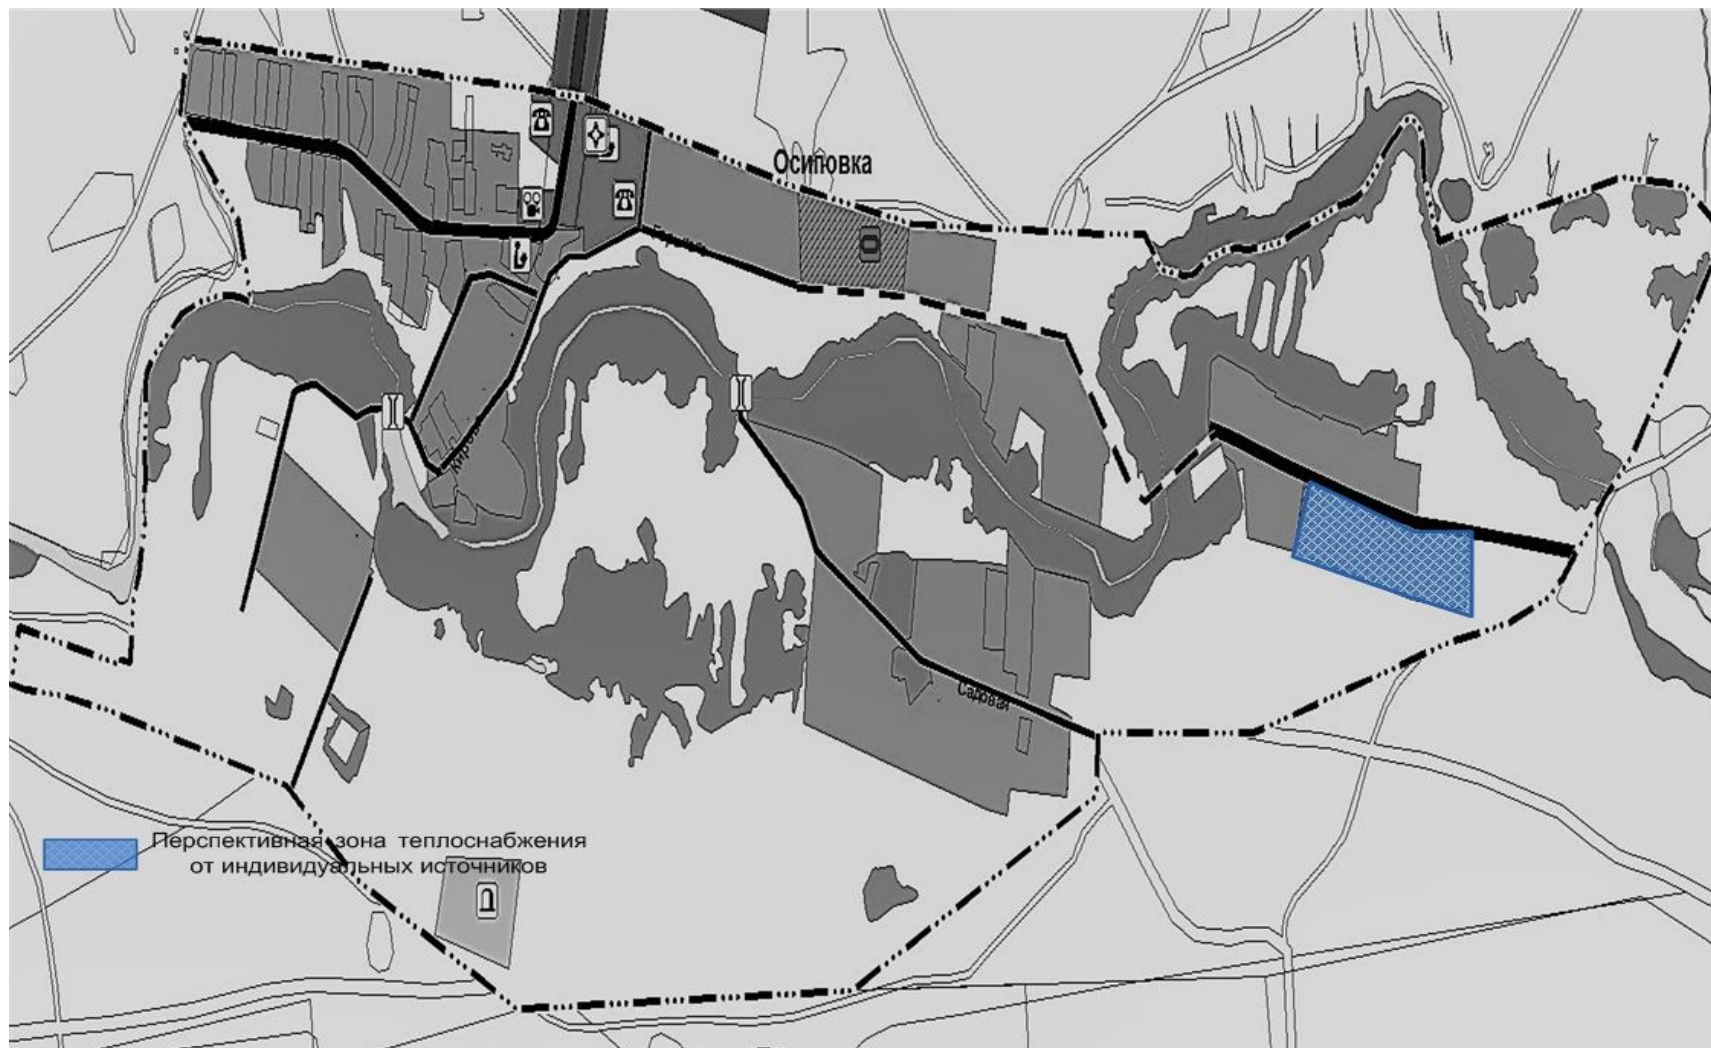 Осиповка
Кирова
Садовая
Перспективная зона теплоснабжения
от индивидуальных источников